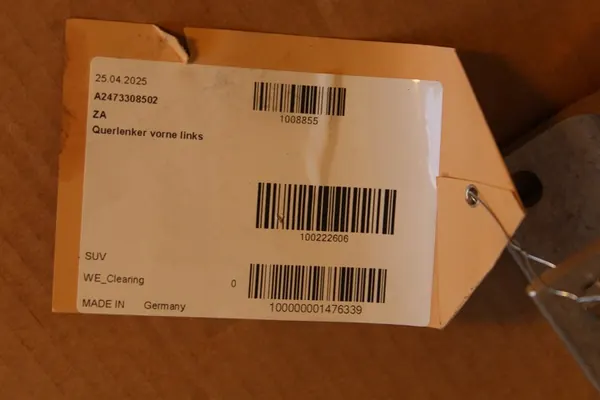 25.04.2025
A2473308502
1008855
ZA
Querlenker vorne links
100222606
SUV
WE_Clearing 0
100000001476339
MADE IN Germany